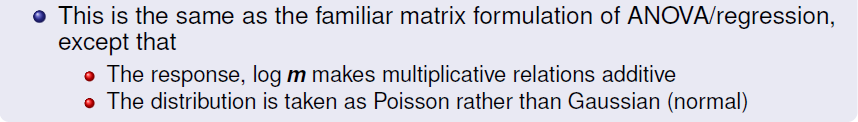 This is the same as the familiar matrix formulation of ANOVA/regression,
except that
The response, log m makes multiplicative relations additive
The distribution is taken as Poisson rather than Gaussian (normal)